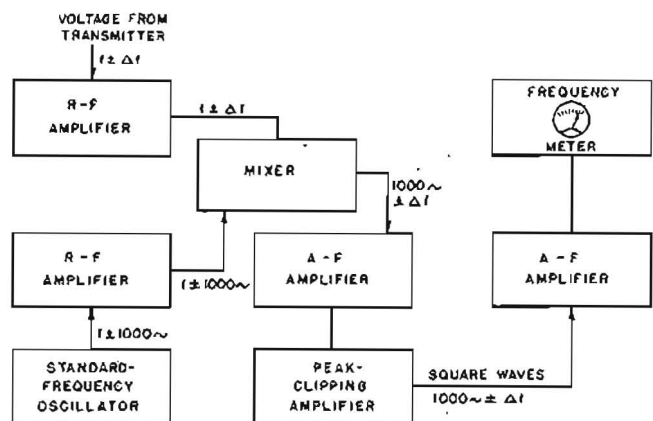 VOLTAGE FROM
TRANSMITTER
f ± Δf
R-F
AMPLIFIER
f ± Δf
MIXER
1000~
± Δf
FREQUENCY
METER
R-F
AMPLIFIER
f ± 1000~
A-F
AMPLIFIER
A-F
AMPLIFIER
f ± 1000~
STANDARD-
FREQUENCY
OSCILLATOR
PEAK-
CLIPPING
AMPLIFIER
SQUARE WAVES
1000~ ± Δf